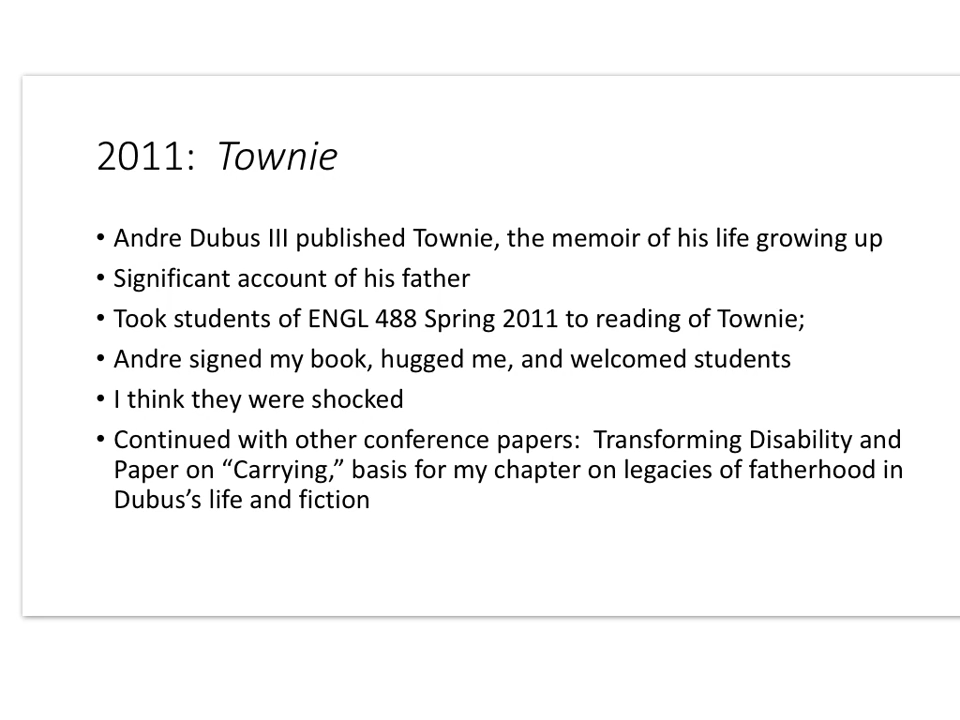 2011:  Townie
• Andre Dubus III published Townie, the memoir of his life growing up
• Significant account of his father
• Took students of ENGL 488 Spring 2011 to reading of Townie;
• Andre signed my book, hugged me, and welcomed students
• I think they were shocked
• Continued with other conference papers:  Transforming Disability and
Paper on “Carrying,” basis for my chapter on legacies of fatherhood in
Dubus’s life and fiction